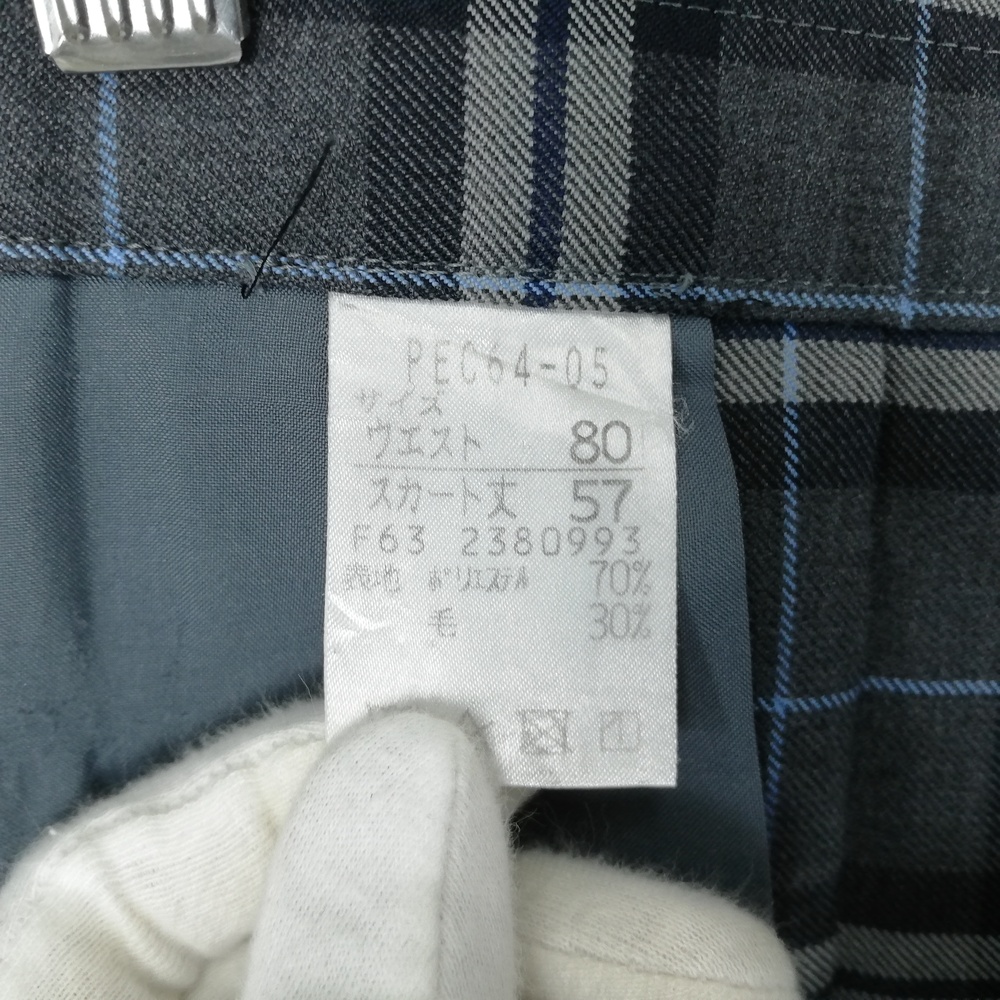 PEC64-05
サイズ
ウエスト 80
スカート丈 57
F63 2380993
表地 ポリエステル 70%
毛 30%